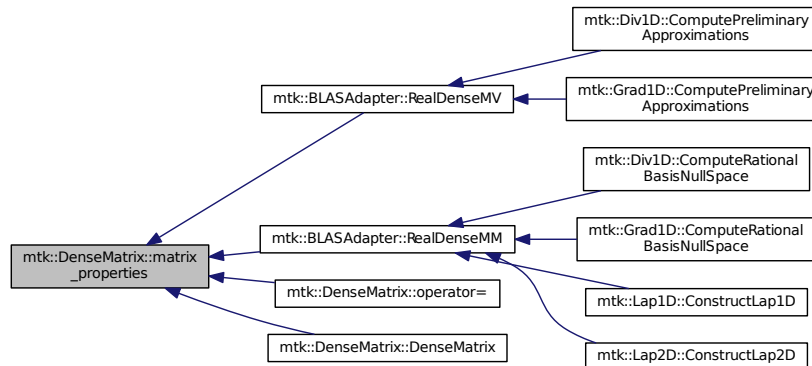 mtk::DenseMatrix::matrix
_properties
mtk::BLASAdapter::RealDenseMV
mtk::Div1D::ComputePreliminary
Approximations
mtk::Grad1D::ComputePreliminary
Approximations
mtk::BLASAdapter::RealDenseMM
mtk::Div1D::ComputeRational
BasisNullSpace
mtk::Grad1D::ComputeRational
BasisNullSpace
mtk::Lap1D::ConstructLap1D
mtk::Lap2D::ConstructLap2D
mtk::DenseMatrix::operator=
mtk::DenseMatrix::DenseMatrix